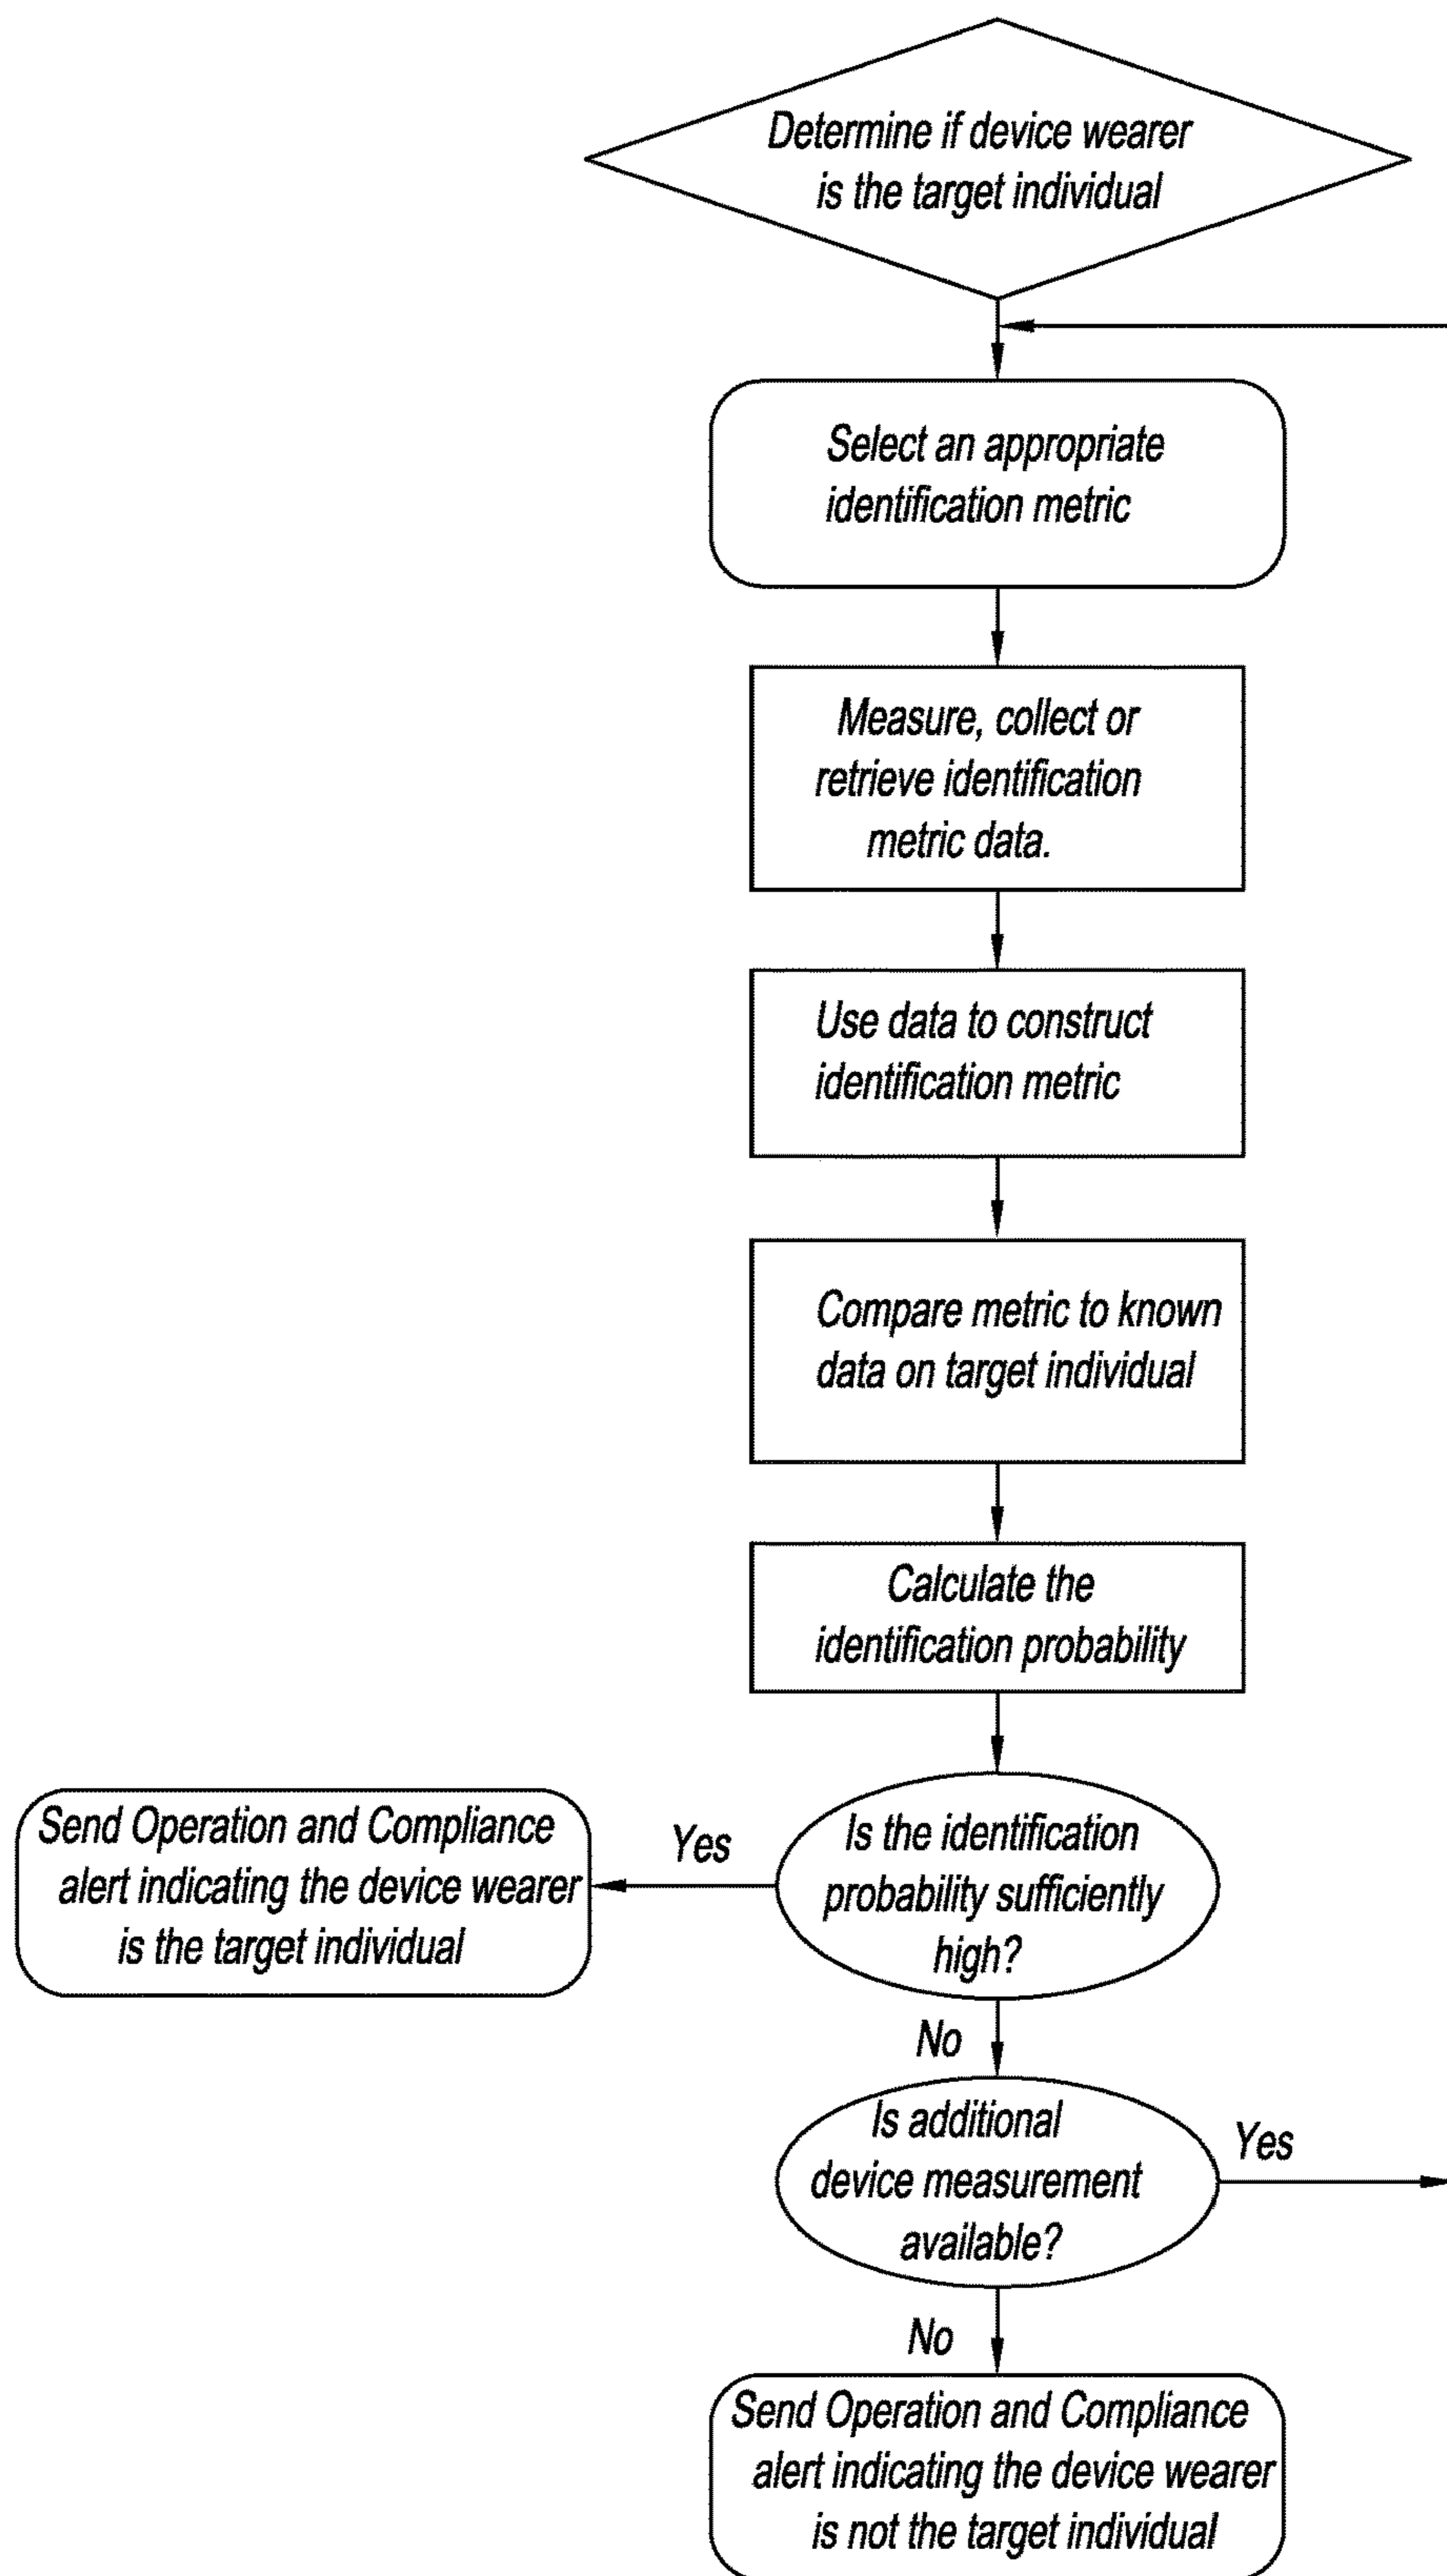 Determine if device wearer
is the target individual
Select an appropriate
identification metric
Measure, collect or
retrieve identification
metric data.
Use data to construct
identification metric
Compare metric to known
data on target individual
Calculate the
identification probability
Is the identification
probability sufficiently
high?
Yes
Send Operation and Compliance
alert indicating the device wearer
is the target individual
No
Is additional
device measurement
available?
Yes
No
Send Operation and Compliance
alert indicating the device wearer
is not the target individual